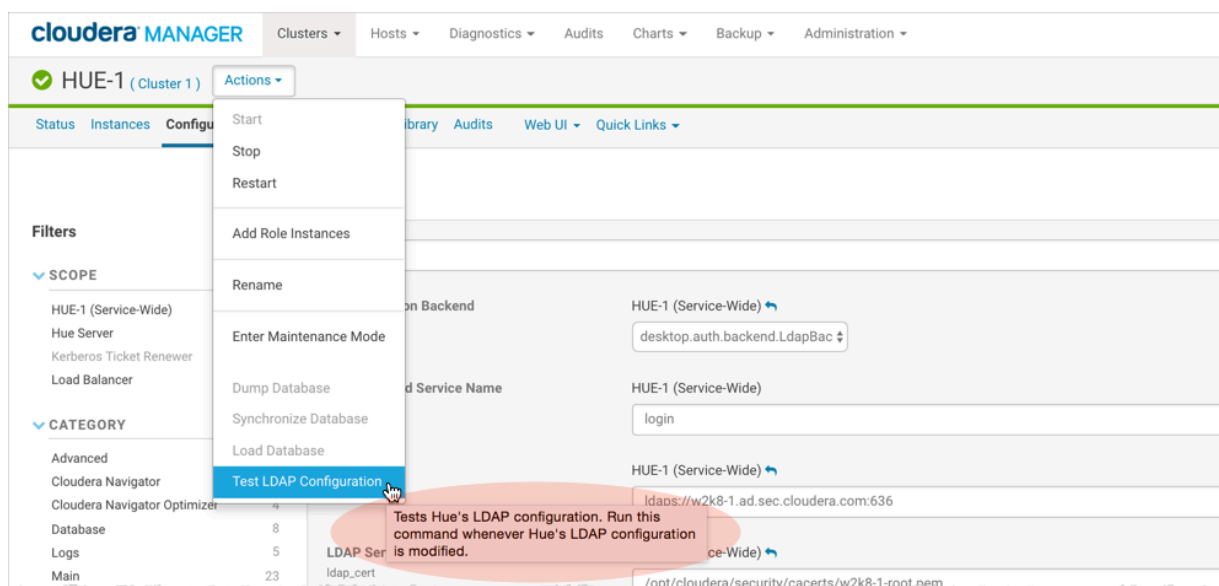 cloudera MANAGER Clusters Hosts Diagnostics Audits Charts Backup Administration
HUE-1 ( Cluster 1 ) Actions
Status Instances Configu ibrary Audits Web UI Quick Links
Start
Stop
Restart
Add Role Instances
Rename
Enter Maintenance Mode
Dump Database
Synchronize Database
Load Database
Test LDAP Configuration
Tests Hue's LDAP configuration. Run this
command whenever Hue's LDAP configuration
is modified.
Filters
SCOPE
HUE-1 (Service-Wide)
Hue Server
Kerberos Ticket Renewer
Load Balancer
CATEGORY
Advanced
Cloudera Navigator
Cloudera Navigator Optimizer 4
Database 8
Logs 5
Main 23
on Backend HUE-1 (Service-Wide)
desktop.auth.backend.LdapBac
d Service Name HUE-1 (Service-Wide)
login
HUE-1 (Service-Wide)
ldaps://w2k8-1.ad.sec.cloudera.com:636
LDAP Ser ce-Wide)
ldap_cert
/opt/cloudera/security/cacerts/w2k8-1-root.pem